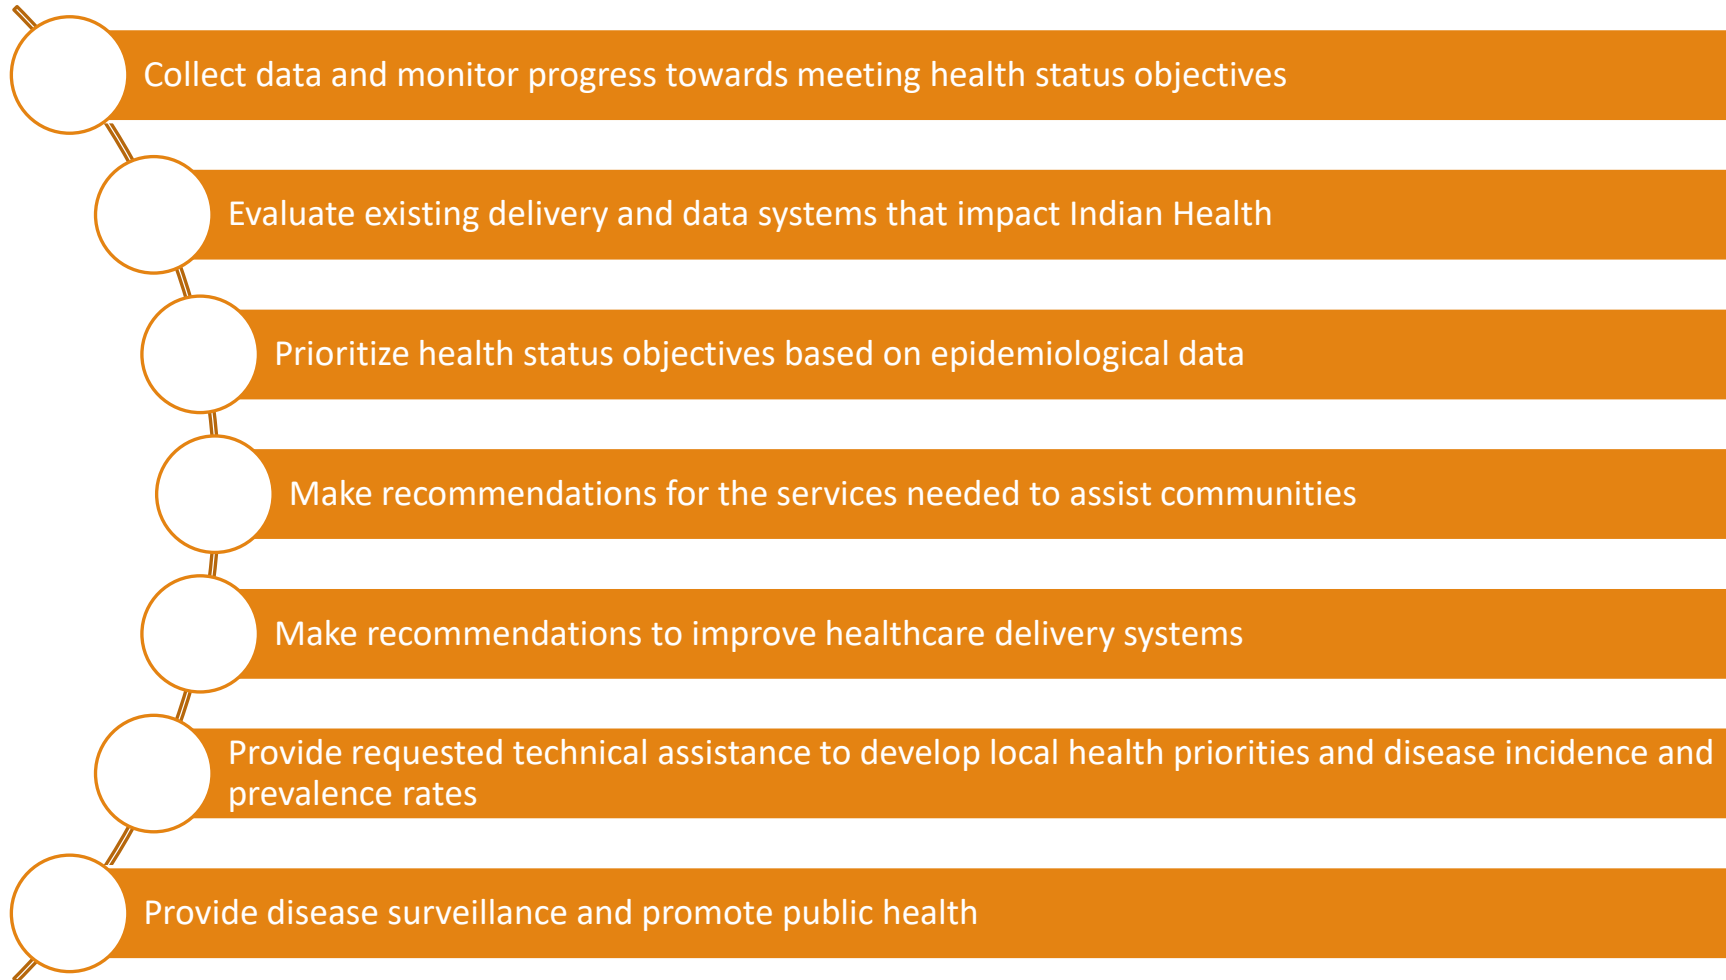 Collect data and monitor progress towards meeting health status objectives
Evaluate existing delivery and data systems that impact Indian Health
Prioritize health status objectives based on epidemiological data
Make recommendations for the services needed to assist communities
Make recommendations to improve healthcare delivery systems
Provide requested technical assistance to develop local health priorities and disease incidence and
prevalence rates
Provide disease surveillance and promote public health